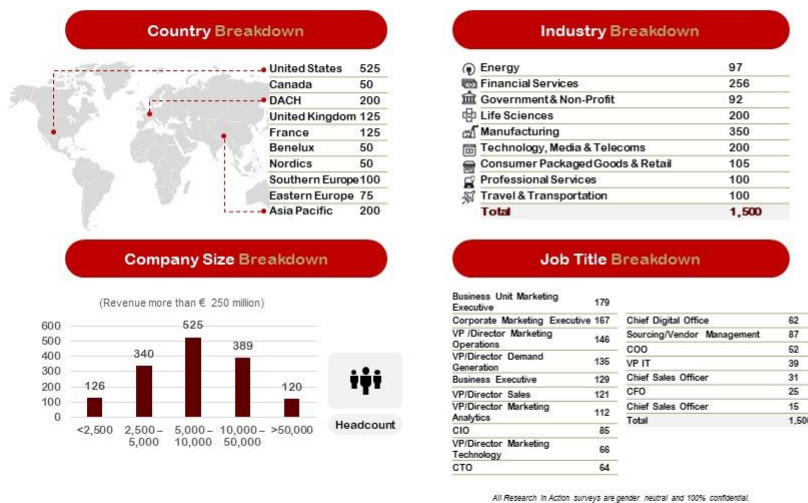 Country Breakdown
United States 525
Canada 50
DACH 200
United Kingdom 125
France 125
Benelux 50
Nordics 50
Southern Europe 100
Eastern Europe 75
Asia Pacific 200
Industry Breakdown
Energy 97
Financial Services 256
Government & Non-Profit 92
Life Sciences 200
Manufacturing 350
Technology, Media & Telecoms 200
Consumer Packaged Goods & Retail 105
Professional Services 100
Travel & Transportation 100
Total 1,500
Company Size Breakdown
(Revenue more than € 250 million)
600
500
400
300
200
100
0
126
340
525
389
120
<2,500
2,500 –
5,000
5,000 –
10,000
10,000 –
50,000
>50,000
Headcount
Job Title Breakdown
Business Unit Marketing
Executive 179
Corporate Marketing Executive 167
VP /Director Marketing
Operations 146
VP/Director Demand
Generation 135
Business Executive 129
VP/Director Sales 121
VP/Director Marketing
Analytics 112
CIO 85
VP/Director Marketing
Technology 66
CTO 64
Chief Digital Office 62
Sourcing/Vendor Management 87
COO 52
VP IT 39
Chief Sales Officer 31
CFO 25
Chief Sales Officer 15
Total
All Research In Action surveys are gender neutral and 100% confidential.